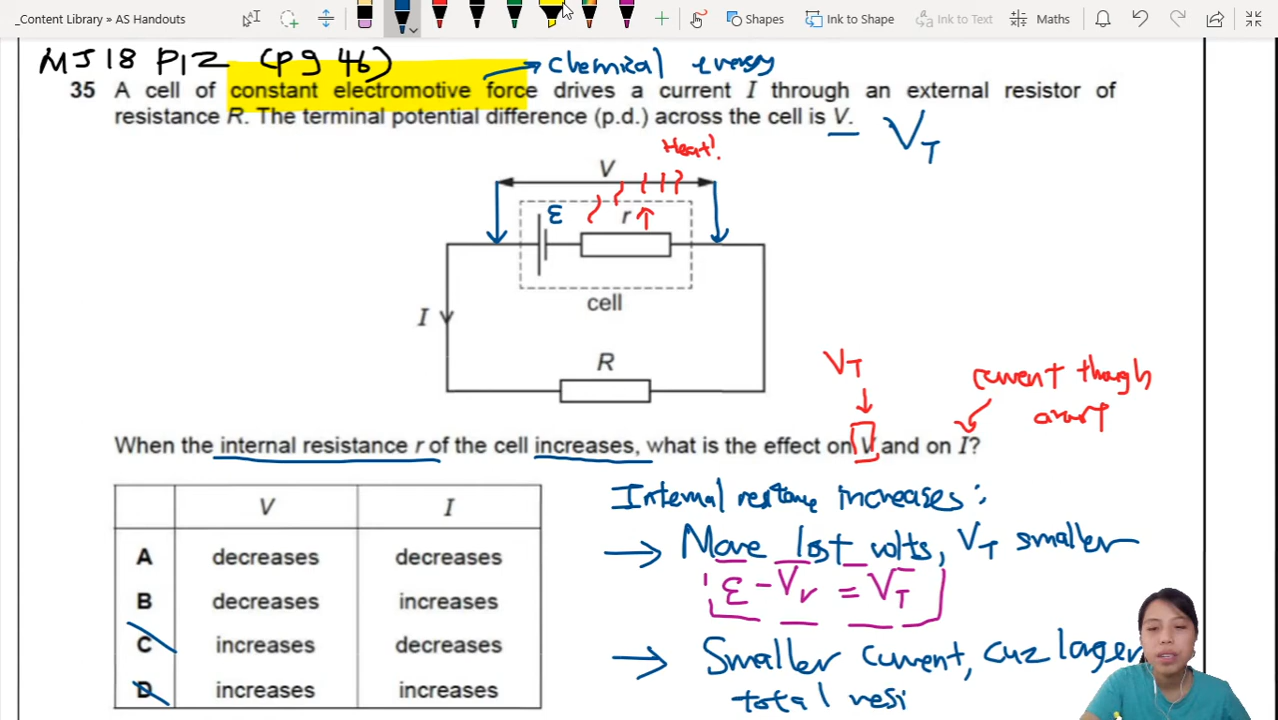 _Content Library » AS Handouts
Shapes
Ink to Shape
Ink to Text
Maths
MJ18 P12 (pg 46)
chemical energy
35 A cell of constant electromotive force drives a current I through an external resistor of
resistance R. The terminal potential difference (p.d.) across the cell is V.
VT
Heat!
V
ε
r
cell
I
R
VT
current though
When the internal resistance r of the cell increases, what is the effect on V and on I?
V I
A decreases decreases
B decreases increases
C increases decreases
D increases increases
Internal increases :
→ More lost volts, VT smaller
ε - Vr = VT
→ Smaller current, cuz larger
total resi